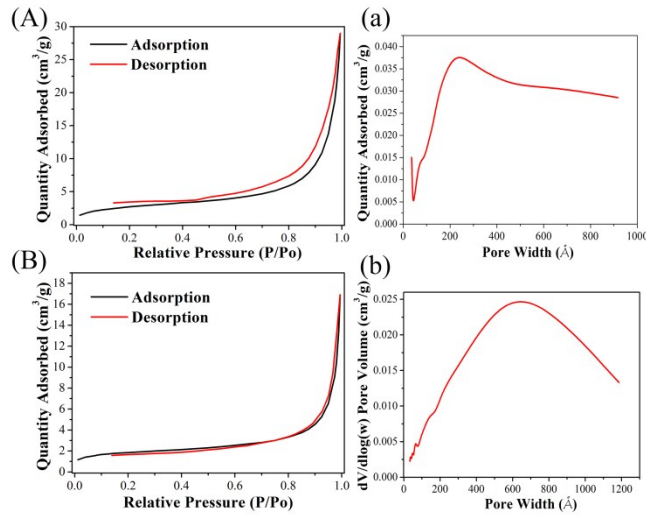 (A)
30
25
20
15
10
5
0
Quantity Adsorbed (cm³/g)
Adsorption
Desorption
0.0 0.2 0.4 0.6 0.8 1.0
Relative Pressure (P/Po)
(a)
0.040
0.035
0.030
0.025
0.020
0.015
0.010
0.005
0.000
Quantity Adsorbed (cm³/g)
0 200 400 600 800 1000
Pore Width (Å)
(B)
18
16
14
12
10
8
6
4
2
0
Quantity Adsorbed (cm³/g)
Adsorption
Desorption
0.0 0.2 0.4 0.6 0.8 1.0
Relative Pressure (P/Po)
(b)
0.025
0.020
0.015
0.010
0.005
0.000
dV/dlog(w) Pore Volume (cm³/g)
0 200 400 600 800 1000 1200
Pore Width (Å)